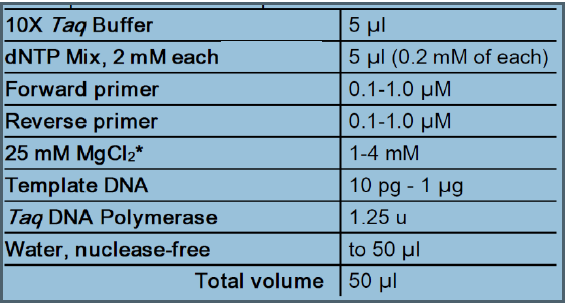 10X Taq Buffer 5 µl
dNTP Mix, 2 mM each 5 µl (0.2 mM of each)
Forward primer 0.1-1.0 µM
Reverse primer 0.1-1.0 µM
25 mM MgCl₂* 1-4 mM
Template DNA 10 pg - 1 µg
Taq DNA Polymerase 1.25 u
Water, nuclease-free to 50 µl
Total volume 50 µl